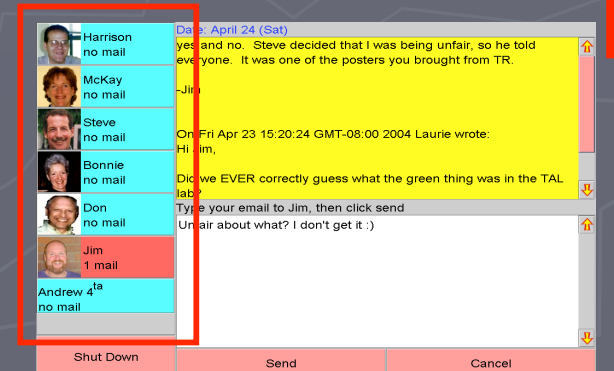 Harrison
no mail
McKay
no mail
Steve
no mail
Bonnie
no mail
Don
no mail
Jim
1 mail
Andrew 4ta
no mail
Shut Down
Date: April 24 (Sat)
yes and no. Steve decided that I was being unfair, so he told
everyone. It was one of the posters you brought from TR.
-Jim
On Fri Apr 23 15:20:24 GMT-08:00 2004 Laurie wrote:
Hi Jim,
Did we EVER correctly guess what the green thing was in the TAL
lab?
Type your email to Jim, then click send
Unfair about what? I don't get it :)
Send
Cancel